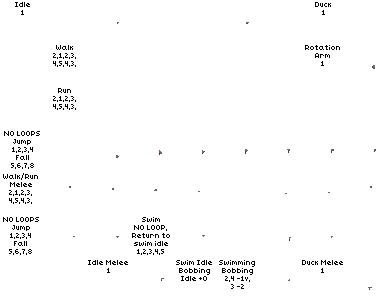 Idle
1
Duck
1
Walk
2,1,2,3,
4,5,4,3,
Rotation
Arm
1
Run
2,1,2,3,
4,5,4,3,
NO LOOPS
Jump
1,2,3,4
Fall
5,6,7,8
Walk/Run
Melee
2,1,2,3,
4,5,4,3,
NO LOOPS
Jump
1,2,3,4
Fall
5,6,7,8
Swim
NO LOOP,
Return to
swim idle
1,2,3,4,5
Idle Melee
1
Swim Idle
Bobbing
Idle +0
Swimming
Bobbing
2,4 -1v,
3 -2
Duck Melee
1